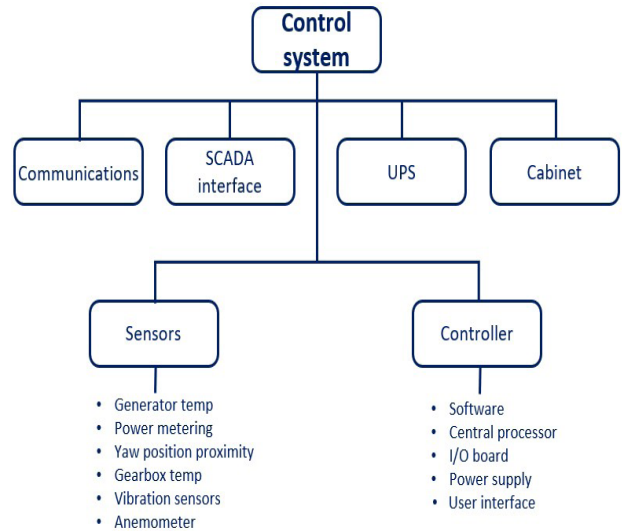 Control
system
Communications
SCADA
interface
UPS
Cabinet
Sensors
Controller
• Generator temp
• Power metering
• Yaw position proximity
• Gearbox temp
• Vibration sensors
• Anemometer
• Software
• Central processor
• I/O board
• Power supply
• User interface